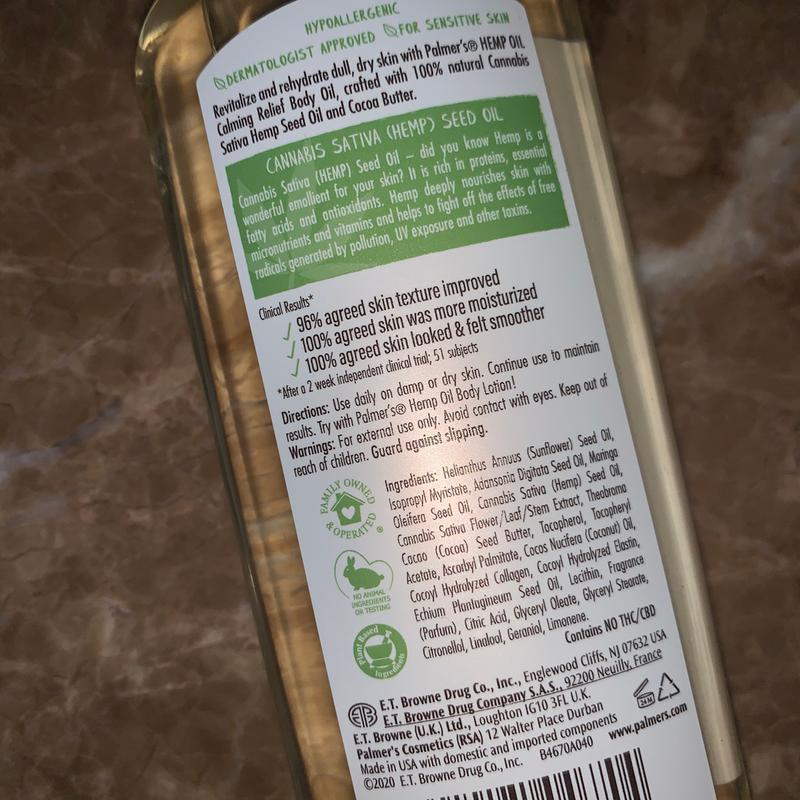 HYPOALLERGENIC
DERMATOLOGIST APPROVED FOR SENSITIVE SKIN
Revitalize and rehydrate dull, dry skin with Palmer's® HEMP OIL
Calming Relief Body Oil, crafted with 100% natural Cannabis
Sativa Hemp Seed Oil and Cocoa Butter.
CANNABIS SATIVA (HEMP) SEED OIL
Cannabis Sativa (HEMP) Seed Oil – did you know Hemp is a
wonderful emollient for your skin? It is rich in proteins, essential
fatty acids and antioxidants. Hemp deeply nourishes skin with
micronutrients and vitamins and helps to fight off the effects of free
radicals generated by pollution, UV exposure and other toxins.
Clinical Results*
✓ 96% agreed skin texture improved
✓ 100% agreed skin was more moisturized
✓ 100% agreed skin looked & felt smoother
*After a 2 week independent clinical trial; 51 subjects
Directions: Use daily on damp or dry skin. Continue use to maintain
results. Try with Palmer's® Hemp Oil Body Lotion!
Warnings: For external use only. Avoid contact with eyes. Keep out of
reach of children. Guard against slipping.
FAMILY OWNED
& OPERATED ®
NO ANIMAL
INGREDIENTS
OR TESTING
Plant Based
Ingredients
Ingredients: Helianthus Annuus (Sunflower) Seed Oil,
Isopropyl Myristate, Adansonia Digitata Seed Oil, Moringa
Oleifera Seed Oil, Cannabis Sativa (Hemp) Seed Oil,
Cannabis Sativa Flower/Leaf/Stem Extract, Theobroma
Cacao (Cocoa) Seed Butter, Tocopherol, Tocopheryl
Acetate, Ascorbyl Palmitate, Cocos Nucifera (Coconut) Oil,
Cocoyl Hydrolyzed Collagen, Cocoyl Hydrolyzed Elastin,
Echium Plantagineum Seed Oil, Lecithin, Fragrance
(Parfum), Citric Acid, Glyceryl Oleate, Glyceryl Stearate,
Citronellol, Linalool, Geraniol, Limonene.
Contains NO THC/CBD
EB
E.T. Browne Drug Co., Inc., Englewood Cliffs, NJ 07632 USA
E.T. Browne Drug Company S.A.S., 92200 Neuilly, France
E.T. Browne (U.K.) Ltd., Loughton IG10 3FL U.K.
Palmer's Cosmetics (RSA) 12 Walter Place Durban
Made in USA with domestic and imported components
©2020 E.T. Browne Drug Co., Inc. B4670A040
24 M
www.palmers.com